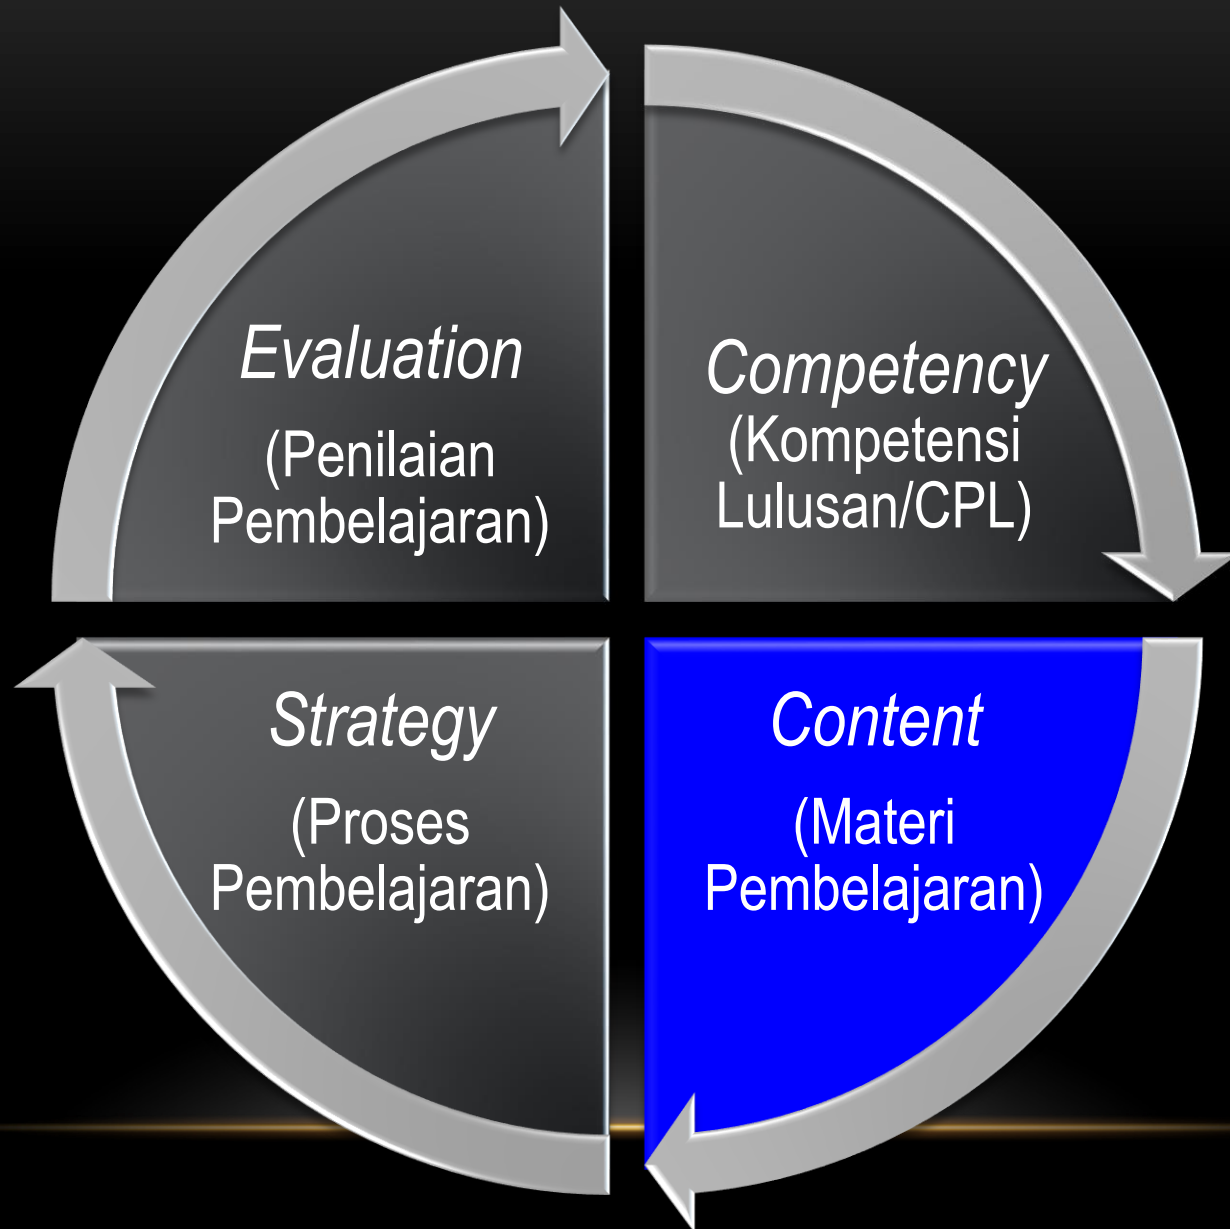 Evaluation
(Penilaian
Pembelajaran)
Competency
(Kompetensi
Lulusan/CPL)
Strategy
(Proses
Pembelajaran)
Content
(Materi
Pembelajaran)